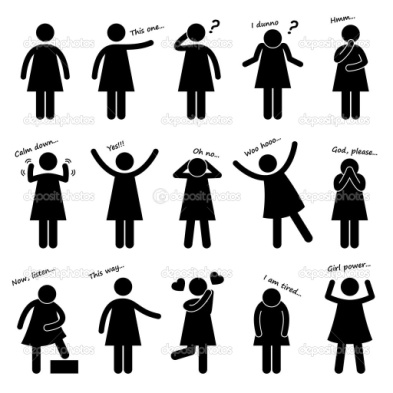 This one...
?
I dunno
?
Hmm...
Calm down...
Yes!!!
Oh no...
Woo hooo...
God, please...
Now, listen...
This way...
I am tired...
Girl power...
depositphotos